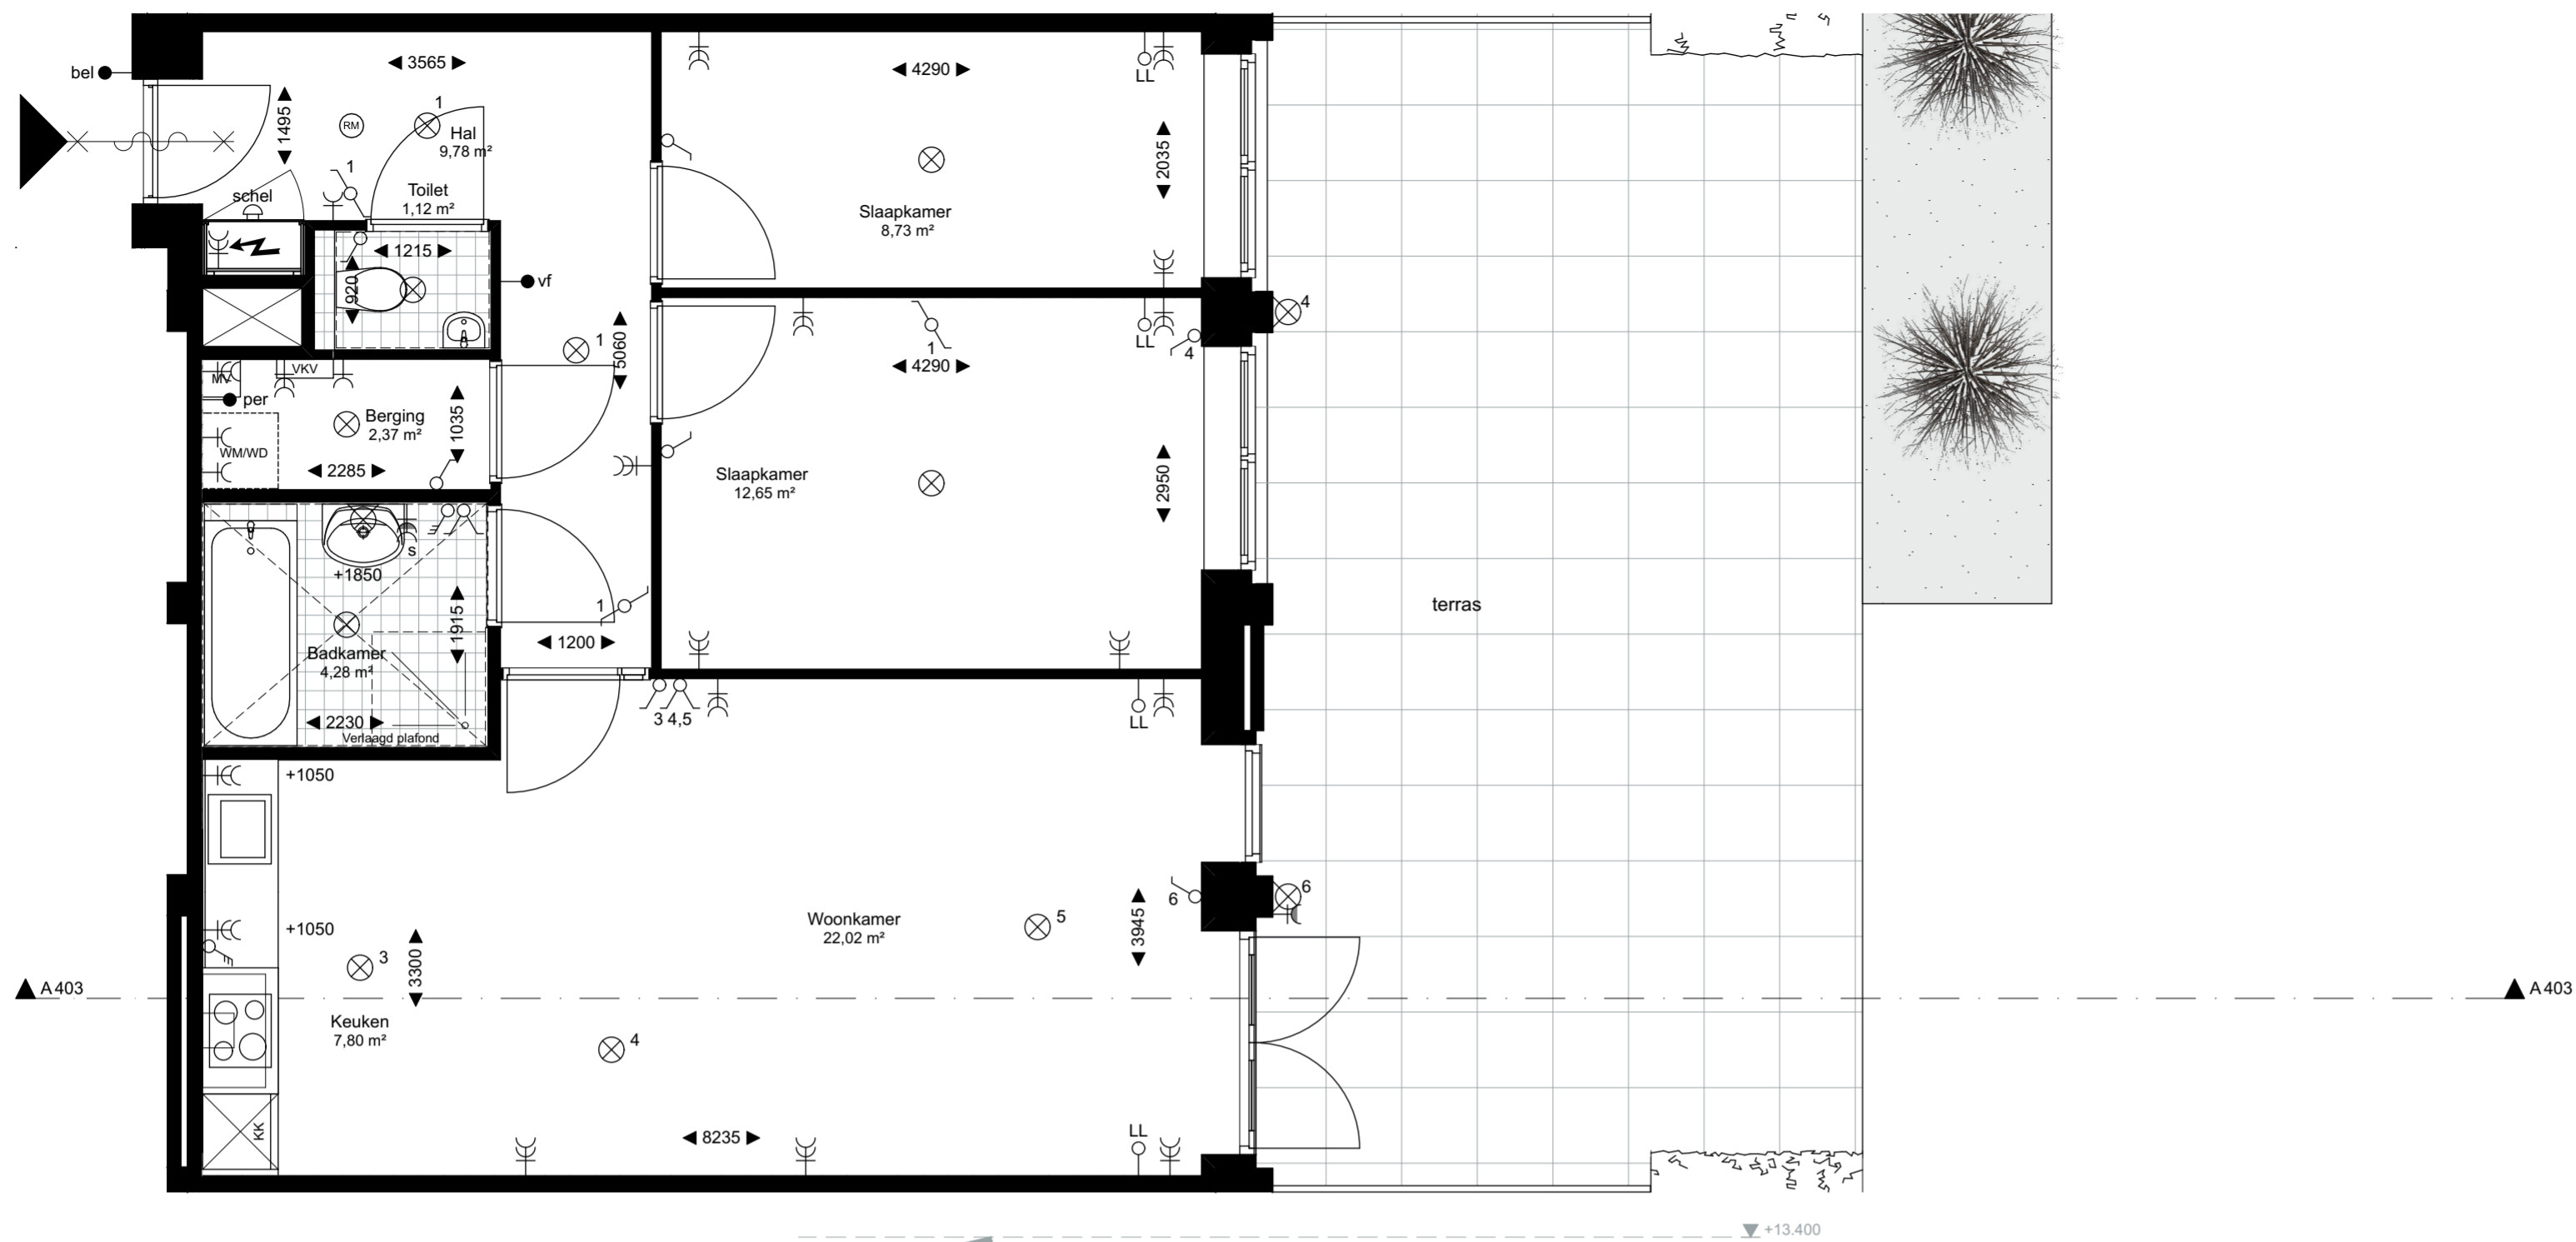 bel
3565
1495
RM
1
Hal
9,78 m²
1
schel
Toilet
1,12 m²
1215
920
vf
4290
LL
2035
Slaapkamer
8,73 m²
4
1
5060
1
4290
LL
4
MV
VKV
per
Berging
2,37 m²
1035
WM/WD
2285
Slaapkamer
12,65 m²
2950
s
+1850
1915
Badkamer
4,28 m²
2230
Verlaagd plafond
1
1200
terras
3 4,5
LL
+1050
+1050
Woonkamer
22,02 m²
5
3945
6
6
3
3300
A 403
A 403
Keuken
7,80 m²
4
KK
8235
LL
+13.400